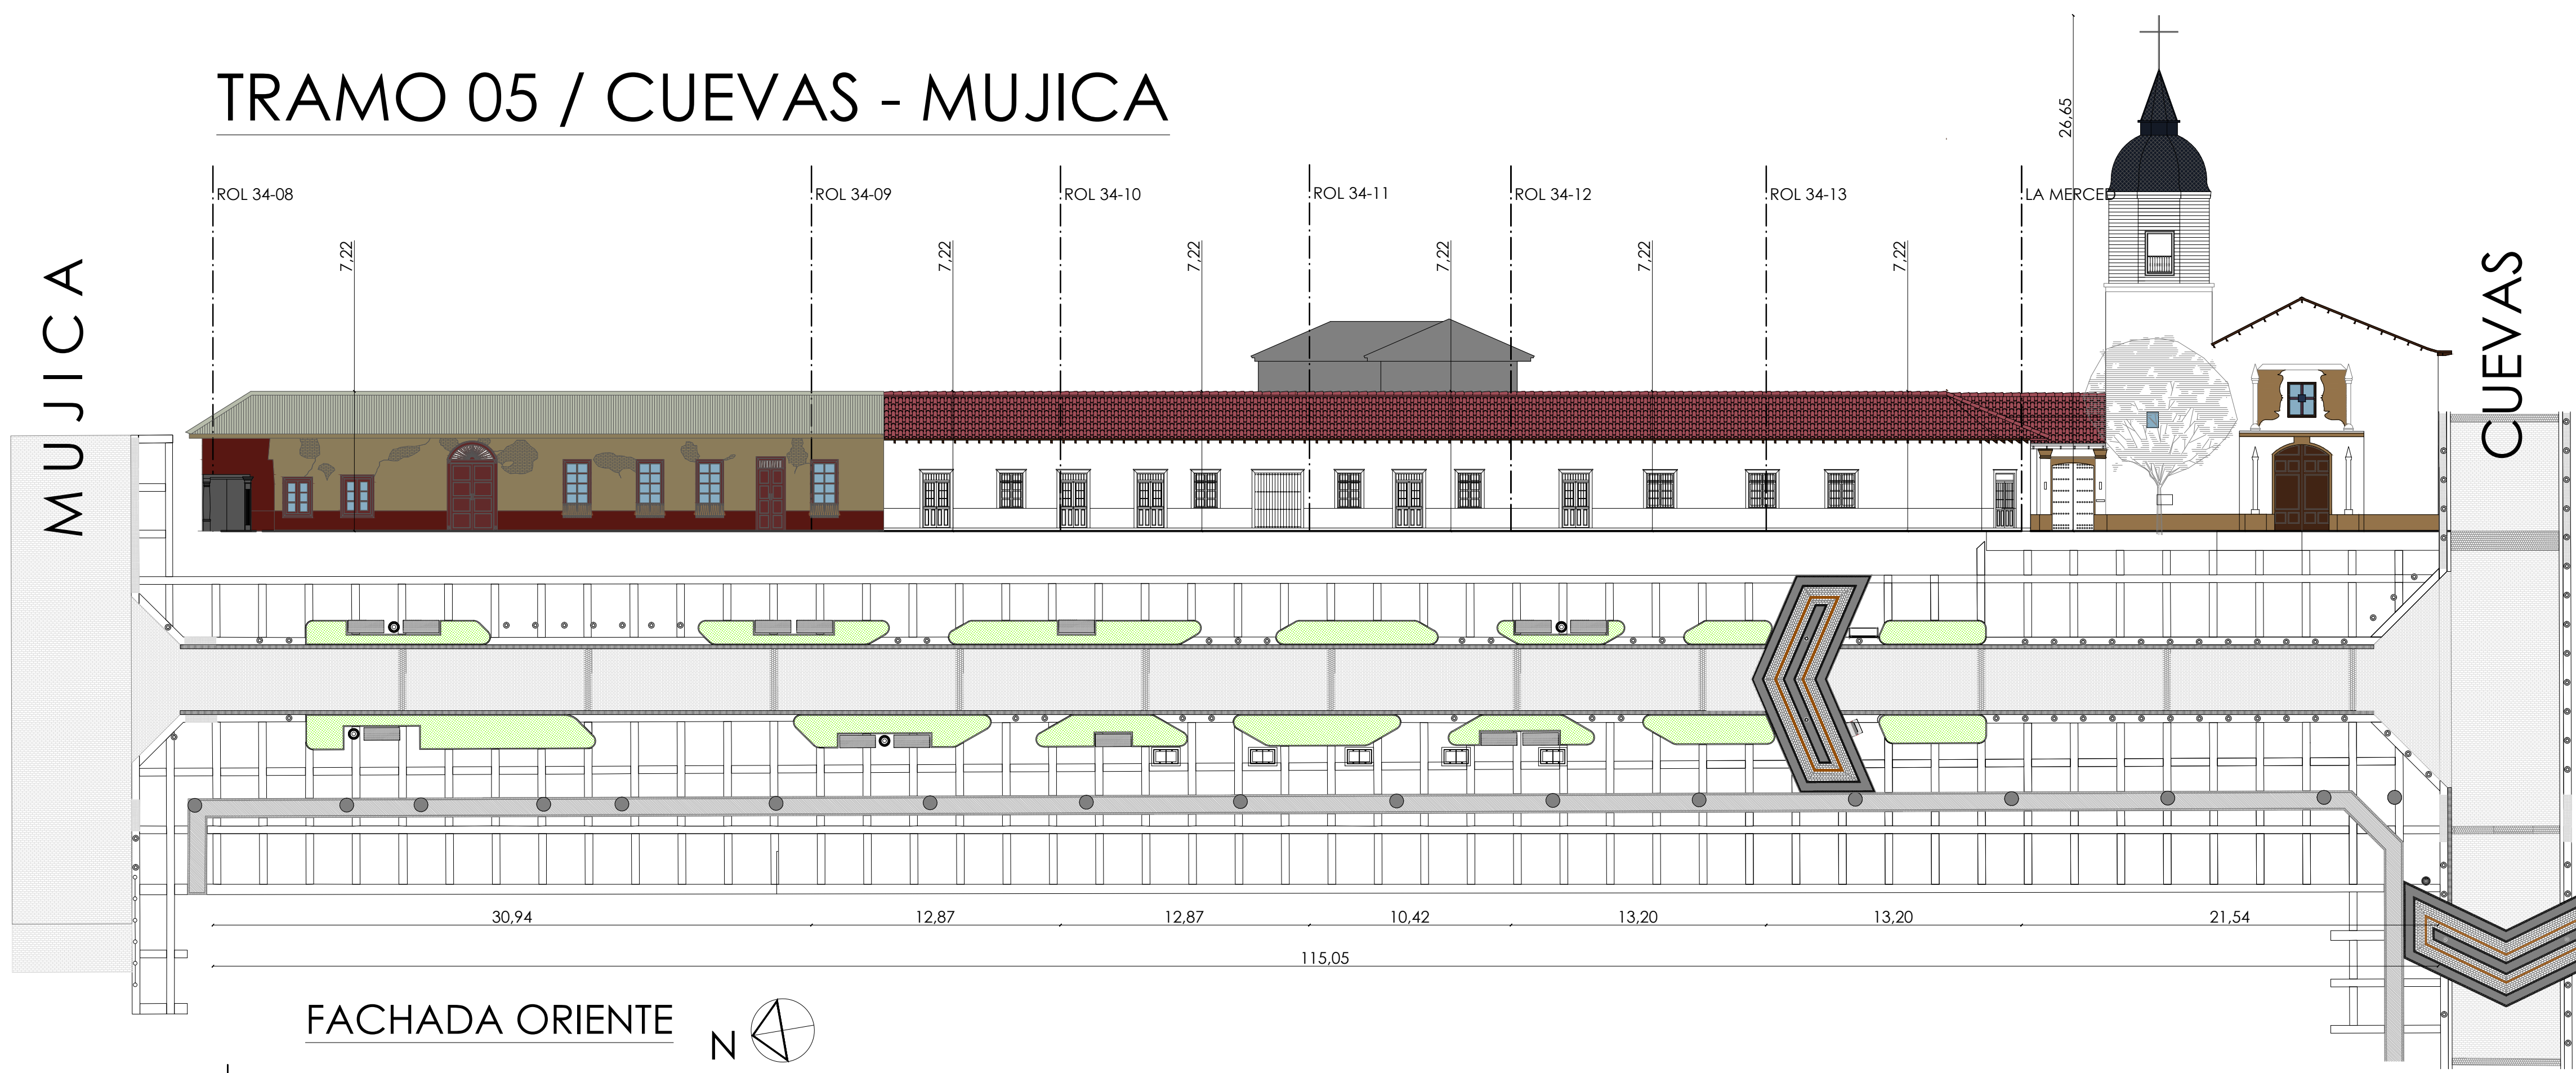 TRAMO 05 / CUEVAS - MUJICA
26,65
ROL 34-08
ROL 34-09
ROL 34-10
ROL 34-11
ROL 34-12
ROL 34-13
LA MERCED
7,22
7,22
7,22
7,22
7,22
7,22
MUJICA
CUEVAS
30,94
12,87
12,87
10,42
13,20
13,20
21,54
115,05
FACHADA ORIENTE
N